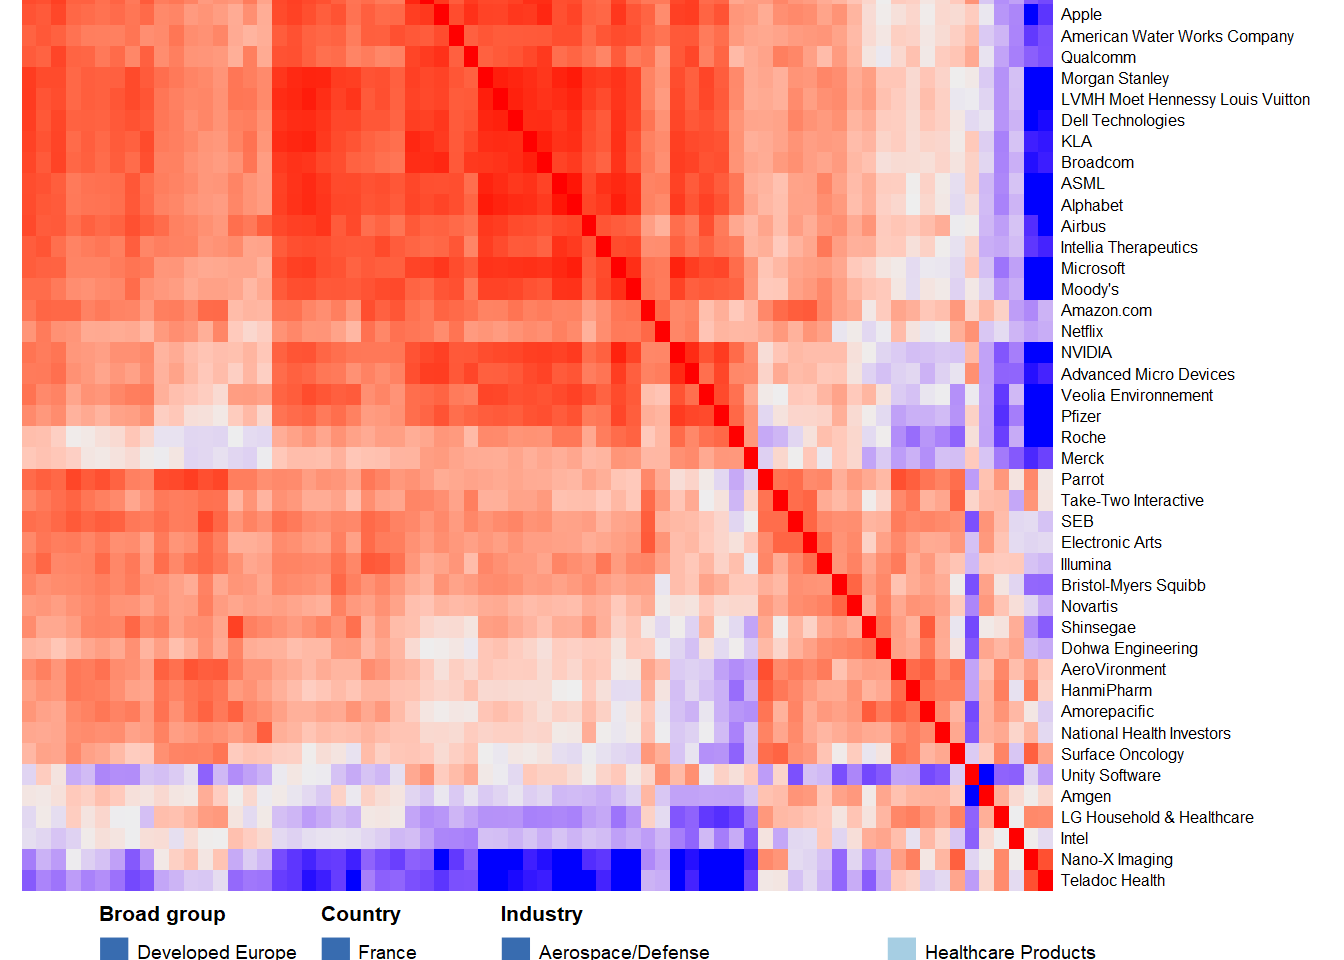 Apple
American Water Works Company
Qualcomm
Morgan Stanley
LVMH Moet Hennessy Louis Vuitton
Dell Technologies
KLA
Broadcom
ASML
Alphabet
Airbus
Intellia Therapeutics
Microsoft
Moody's
Amazon.com
Netflix
NVIDIA
Advanced Micro Devices
Veolia Environnement
Pfizer
Roche
Merck
Parrot
Take-Two Interactive
SEB
Electronic Arts
Illumina
Bristol-Myers Squibb
Novartis
Shinsegae
Dohwa Engineering
AeroVironment
HanmiPharm
Amorepacific
National Health Investors
Surface Oncology
Unity Software
Amgen
LG Household & Healthcare
Intel
Nano-X Imaging
Teladoc Health
Broad group Country Industry
Developed Europe France Aerospace/Defense Healthcare Products